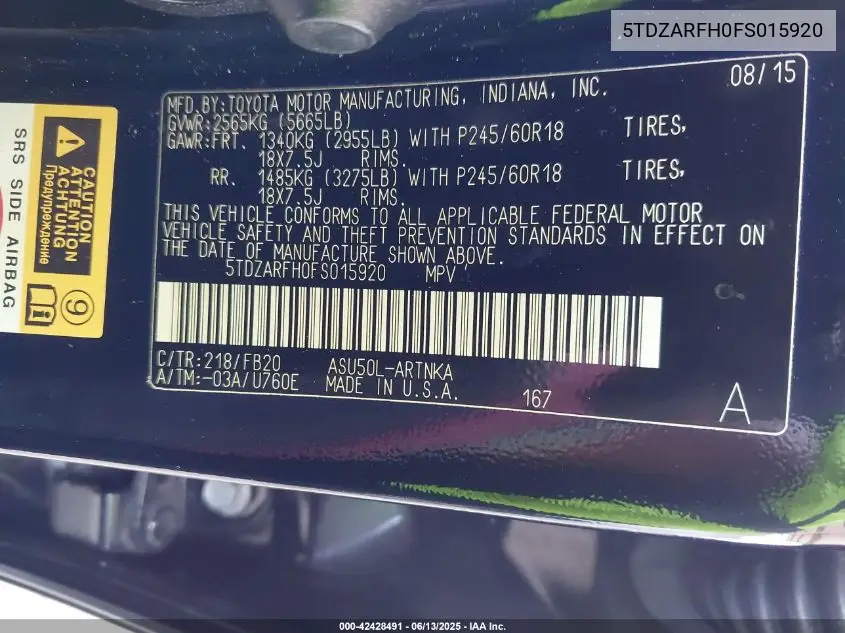 5TDZARFH0FS015920
08/15
MFD.BY:TOYOTA MOTOR MANUFACTURING, INDIANA, INC.
GVWR:2565KG (5665LB)
GAWR:FRT. 1340KG (2955LB) WITH P245/60R18 TIRES,
18X7.5J RIMS.
RR. 1485KG (3275LB) WITH P245/60R18 TIRES,
18X7.5J RIMS.
THIS VEHICLE CONFORMS TO ALL APPLICABLE FEDERAL MOTOR
VEHICLE SAFETY AND THEFT PREVENTION STANDARDS IN EFFECT ON
THE DATE OF MANUFACTURE SHOWN ABOVE.
5TDZARFH0FS015920 MPV
C/TR:218/FB20 ASU50L-ARTNKA
A/TM:-03A/U760E MADE IN U.S.A.
167
A
SRS SIDE AIRBAG
CAUTION
ATTENTION
ACHTUNG
Предупреждение
9
000-42428491 - 06/13/2025 - IAA Inc.